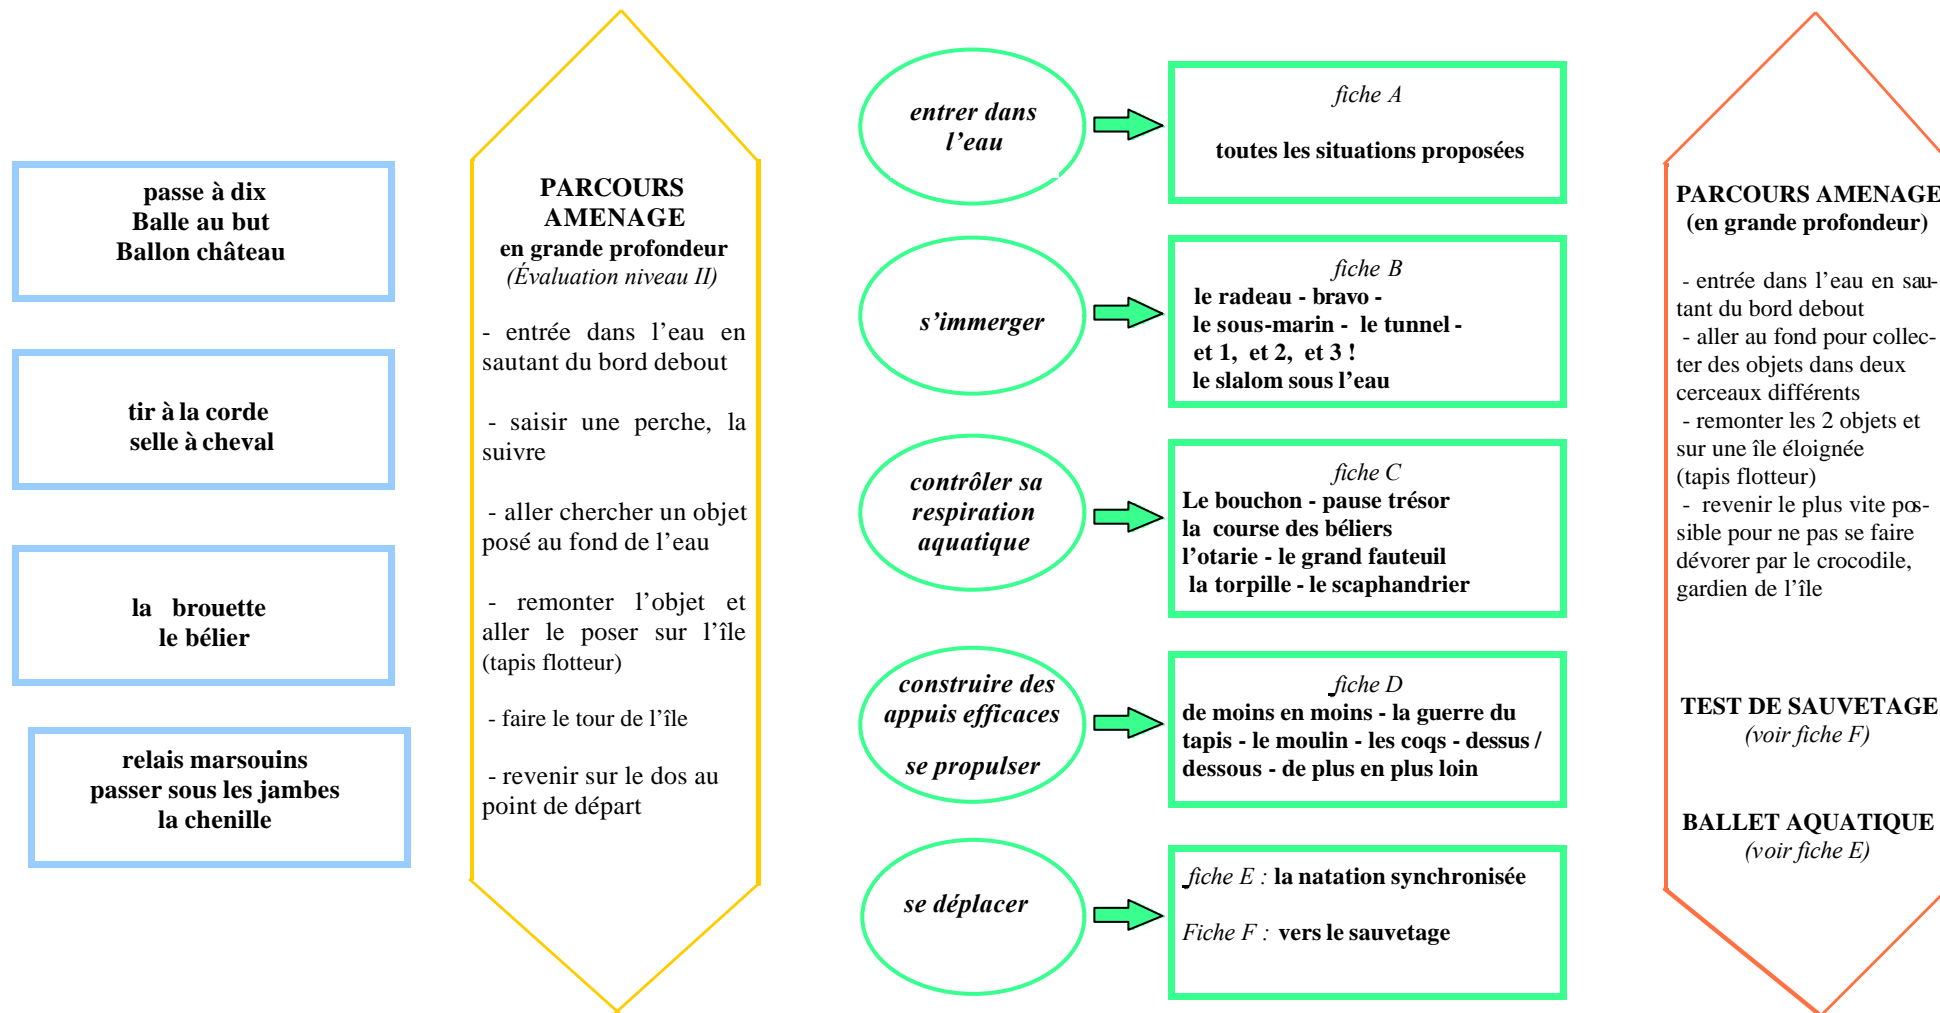 passe à dix
Balle au but
Ballon château
tir à la corde
selle à cheval
la brouette
le bélier
relais marsouins
passer sous les jambes
la chenille
PARCOURS
AMENAGE
en grande profondeur
(Évaluation niveau II)
- entrée dans l’eau en
sautant du bord debout
- saisir une perche, la
suivre
- aller chercher un objet
posé au fond de l’eau
- remonter l’objet et
aller le poser sur l’île
(tapis flotteur)
- faire le tour de l’île
- revenir sur le dos au
point de départ
entrer dans
l’eau
fiche A
toutes les situations proposées
s’immerger
fiche B
le radeau - bravo -
le sous-marin - le tunnel -
et 1, et 2, et 3 !
le slalom sous l’eau
contrôler sa
respiration
aquatique
fiche C
Le bouchon - pause trésor
la course des béliers
l’otarie - le grand fauteuil
la torpille - le scaphandrier
construire des
appuis efficaces
se propulser
fiche D
de moins en moins - la guerre du
tapis - le moulin - les coqs - dessus /
dessous - de plus en plus loin
se déplacer
fiche E : la natation synchronisée
Fiche F : vers le sauvetage
PARCOURS AMENAGE
(en grande profondeur)
- entrée dans l’eau en sau-
tant du bord debout
- aller au fond pour collec-
ter des objets dans deux
cerceaux différents
- remonter les 2 objets et
sur une île éloignée
(tapis flotteur)
- revenir le plus vite pos-
sible pour ne pas se faire
dévorer par le crocodile,
gardien de l’île
TEST DE SAUVETAGE
(voir fiche F)
BALLET AQUATIQUE
(voir fiche E)